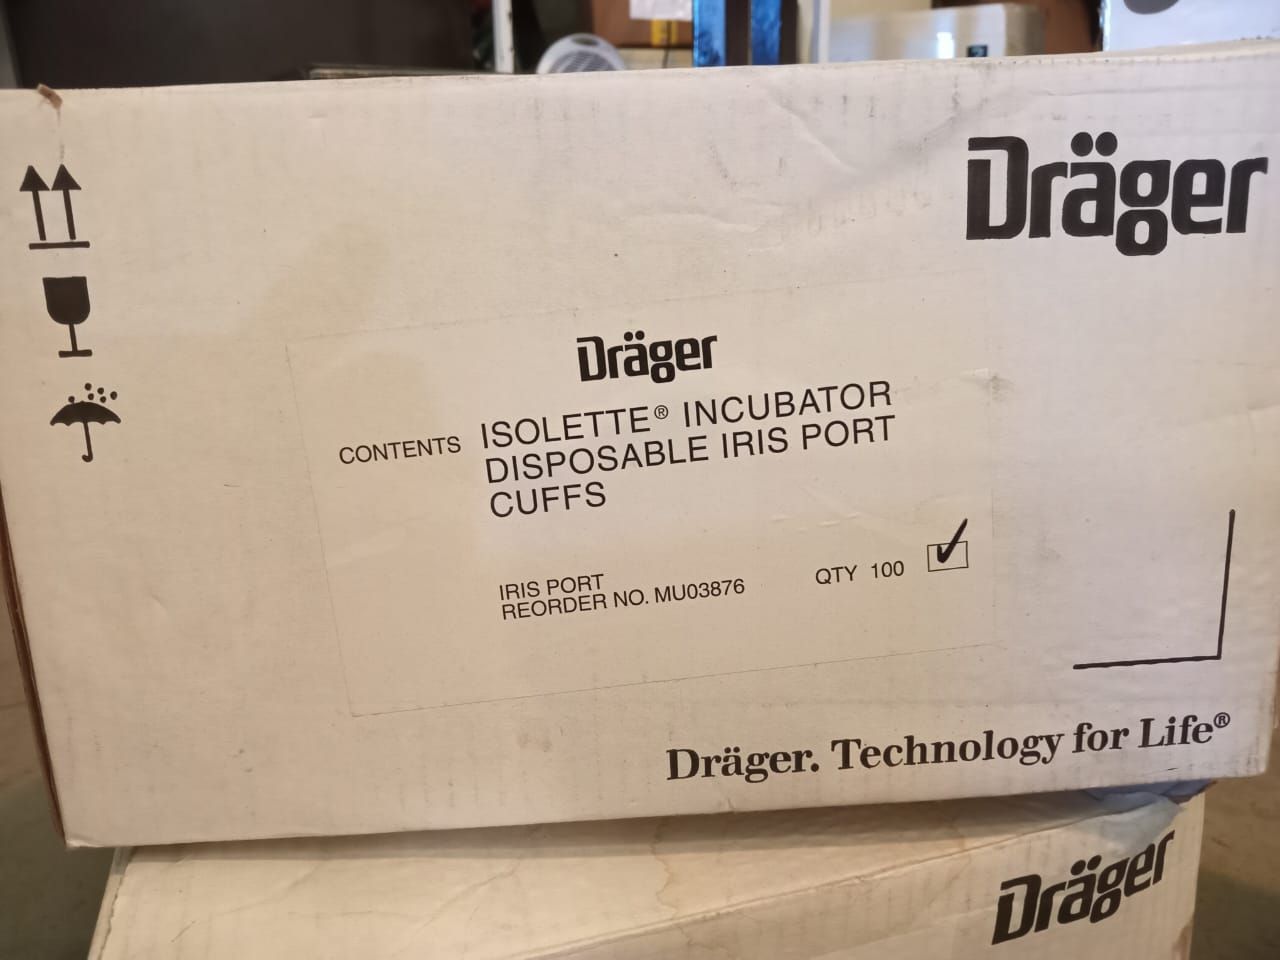 Dräger
Dräger
CONTENTS ISOLETTE® INCUBATOR
DISPOSABLE IRIS PORT
CUFFS
IRIS PORT
REORDER NO. MU03876
QTY 100
Dräger. Technology for Life®
Dräger